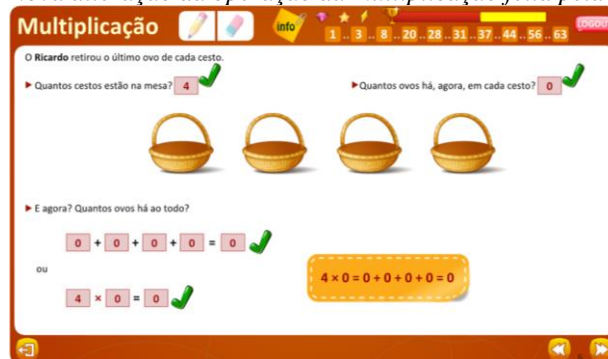 Multiplicação
info
1 .. 3 .. 8 .. 20 .. 28 .. 31 .. 37 .. 44 .. 56 .. 63
O Ricardo retirou o último ovo de cada cesto.
Quantos cestos estão na mesa? 4
Quantos ovos há, agora, em cada cesto? 0
E agora? Quantos ovos há ao todo?
0 + 0 + 0 + 0 = 0
ou
4 × 0 = 0
4 × 0 = 0 + 0 + 0 + 0 = 0